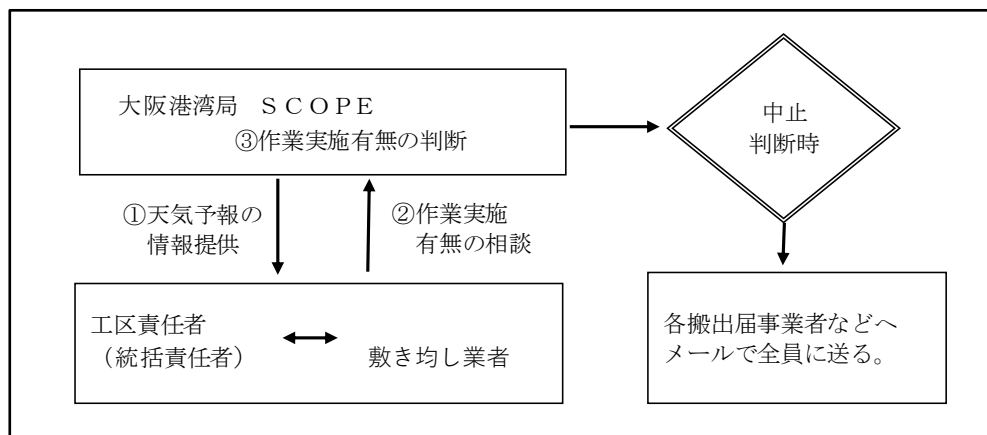 大阪港湾局　ＳＣＯＰＥ
③作業実施有無の判断
中止
判断時
①天気予報の
情報提供
②作業実施
有無の相談
工区責任者
（統括責任者）
敷き均し業者
各搬出届事業者などへ
メールで全員に送る。